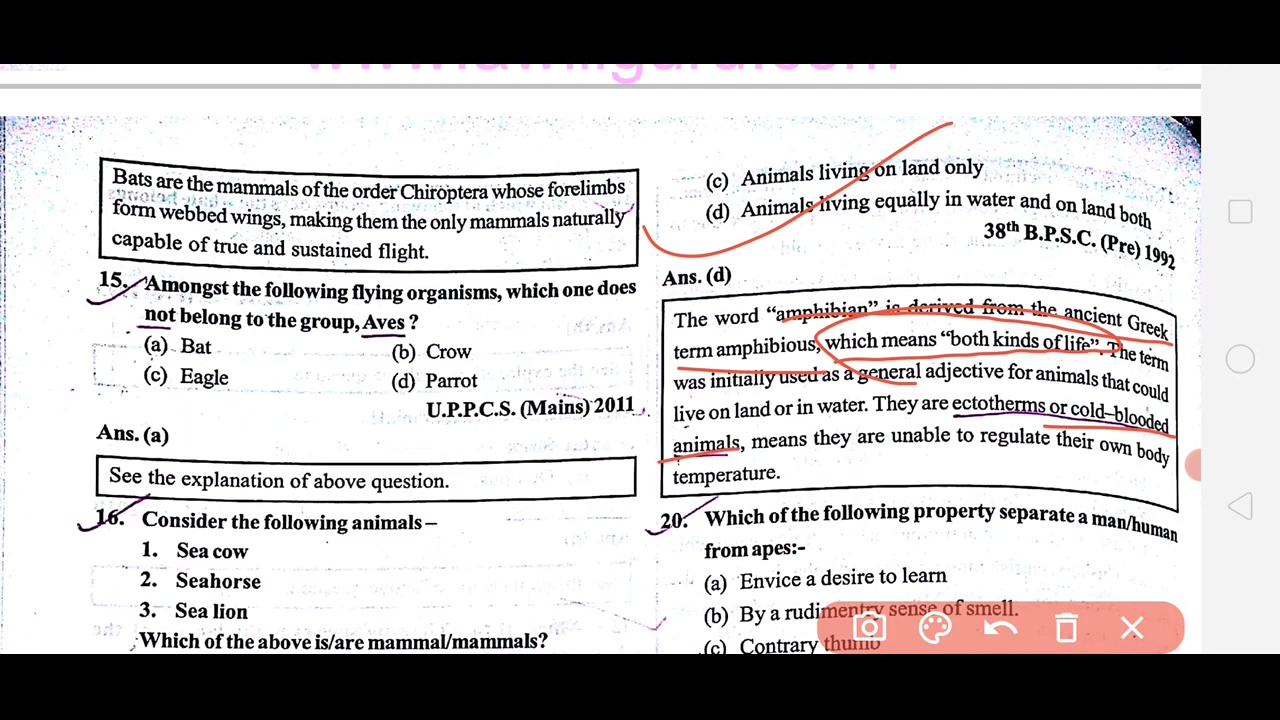 Bats are the mammals of the order Chiroptera whose forelimbs
form webbed wings, making them the only mammals naturally
capable of true and sustained flight.
15. Amongst the following flying organisms, which one does
not belong to the group, Aves ?
(a) Bat
(b) Crow
(c) Eagle
(d) Parrot
U.P.P.C.S. (Mains) 2011
Ans. (a)
See the explanation of above question.
16. Consider the following animals –
1. Sea cow
2. Seahorse
3. Sea lion
Which of the above is/are mammal/mammals?
(c) Animals living on land only
(d) Animals living equally in water and on land both
38th B.P.S.C. (Pre) 1992
Ans. (d)
The word “amphibian” is derived from the ancient Greek
term amphibious, which means “both kinds of life”. The term
was initially used as a general adjective for animals that could
live on land or in water. They are ectotherms or cold–blooded
animals, means they are unable to regulate their own body
temperature.
20. Which of the following property separate a man/human
from apes:-
(a) Envice a desire to learn
(b) By a rudimentry sense of smell.
(c) Contrary thumb